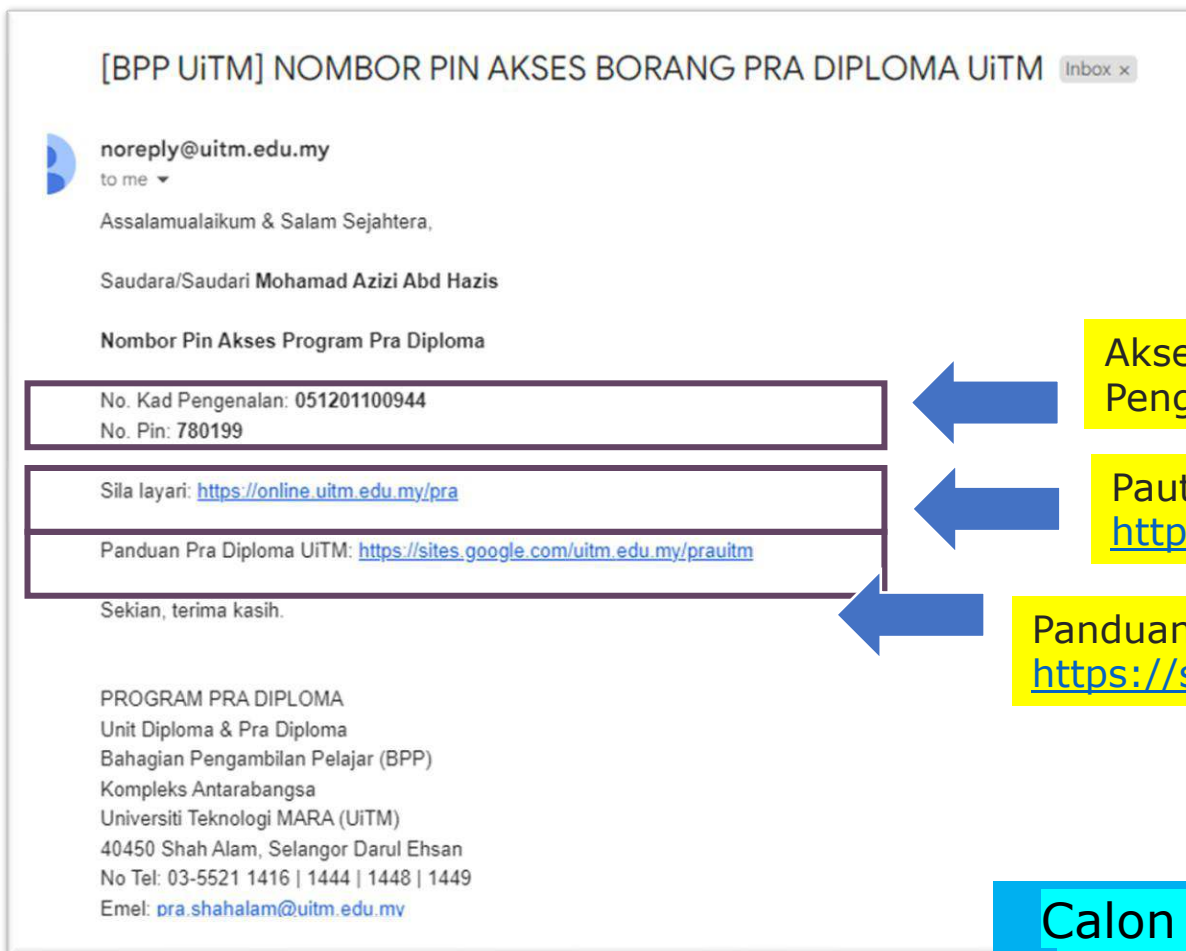 [BPP UiTM] NOMBOR PIN AKSES BORANG PRA DIPLOMA UiTM Inbox x
noreply@uitm.edu.my
to me
Assalamualaikum & Salam Sejahtera,
Saudara/Saudari Mohamad Azizi Abd Hazis
Nombor Pin Akses Program Pra Diploma
No. Kad Pengenalan: 051201100944
No. Pin: 780199
Sila layari: https://online.uitm.edu.my/pra
Panduan Pra Diploma UiTM: https://sites.google.com/uitm.edu.my/prauitm
Sekian, terima kasih.
PROGRAM PRA DIPLOMA
Unit Diploma & Pra Diploma
Bahagian Pengambilan Pelajar (BPP)
Kompleks Antarabangsa
Universiti Teknologi MARA (UiTM)
40450 Shah Alam, Selangor Darul Ehsan
No Tel: 03-5521 1416 | 1444 | 1448 | 1449
Emel: pra.shahalam@uitm.edu.my
Akse
Peng
Paut
http
Panduan
https://s
Calon